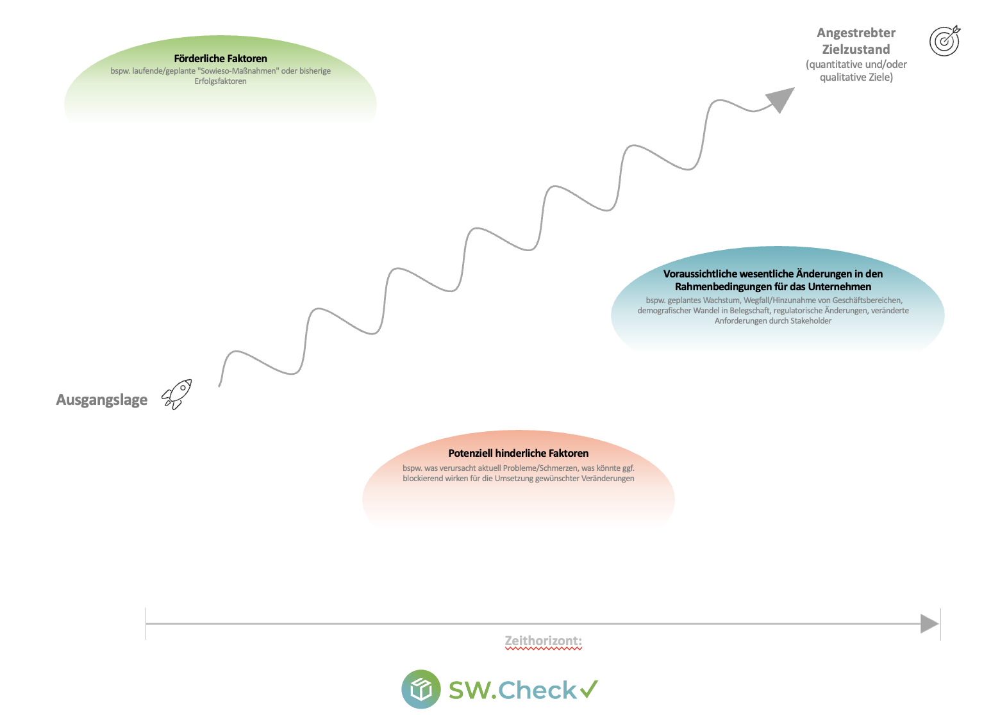 Förderliche Faktoren
bspw. laufende/geplante "Sowieso-Maßnahmen" oder bisherige
Erfolgsfaktoren
Angestrebter
Zielzustand
(quantitative und/oder
qualitative Ziele)
Voraussichtliche wesentliche Änderungen in den
Rahmenbedingungen für das Unternehmen
bspw. geplantes Wachstum, Wegfall/Hinzunahme von Geschäftsbereichen,
demografischer Wandel in Belegschaft, regulatorische Änderungen, veränderte
Anforderungen durch Stakeholder
Ausgangslage
Potenziell hinderliche Faktoren
bspw. was verursacht aktuell Probleme/Schmerzen, was könnte ggf.
blockierend wirken für die Umsetzung gewünschter Veränderungen
Zeithorizont:
SW.Check